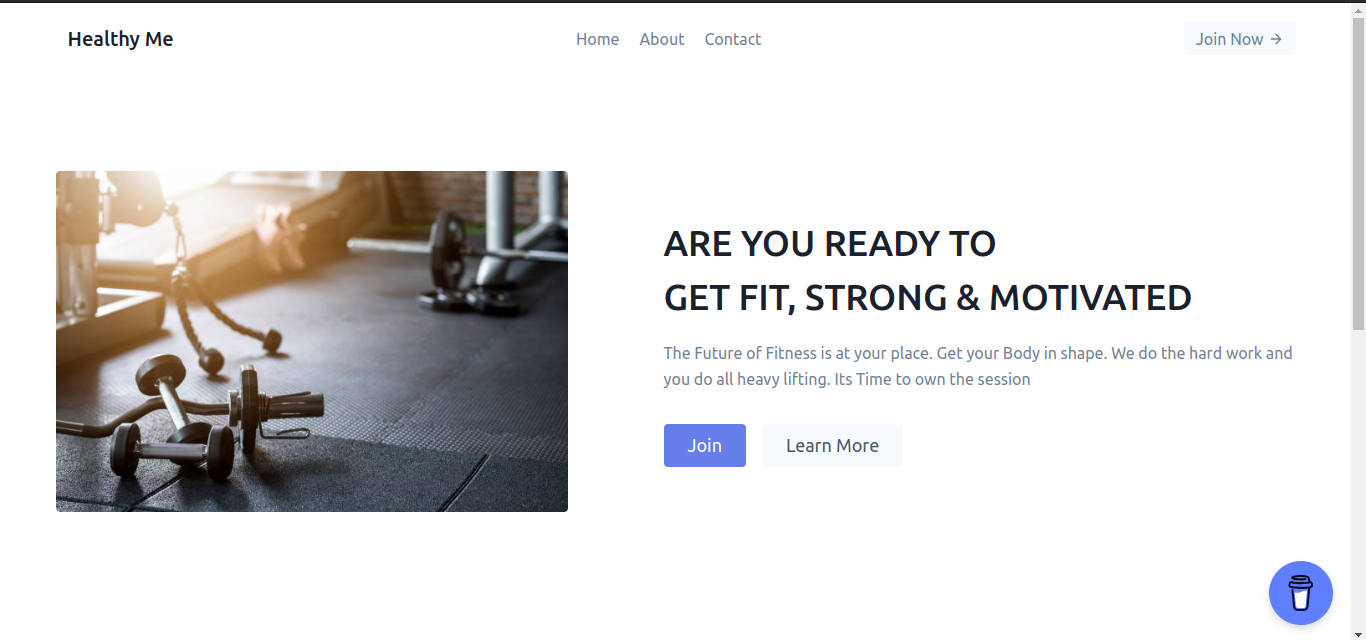 Healthy Me
Home About Contact
Join Now →
ARE YOU READY TO
GET FIT, STRONG & MOTIVATED
The Future of Fitness is at your place. Get your Body in shape. We do the hard work and
you do all heavy lifting. Its Time to own the session
Join
Learn More